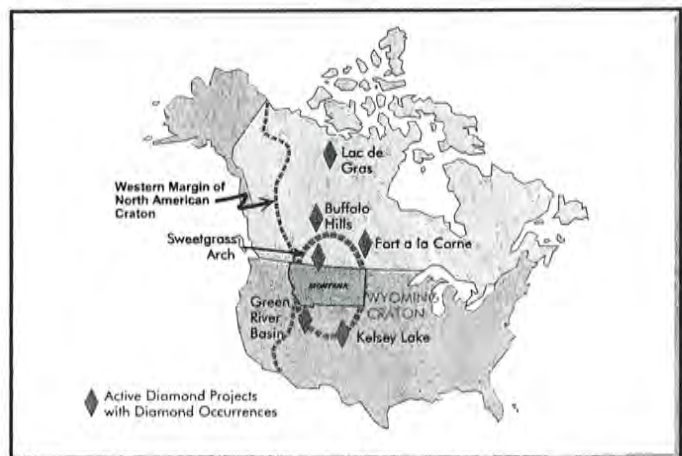 Lac de
Gras
Western Margin of
North American
Craton
Buffalo
Hills
Sweetgrass
Arch
Fort a la Corne
MONTANA
WYOMING
CRATON
Green
River
Basin
Kelsey Lake
Active Diamond Projects
with Diamond Occurrences